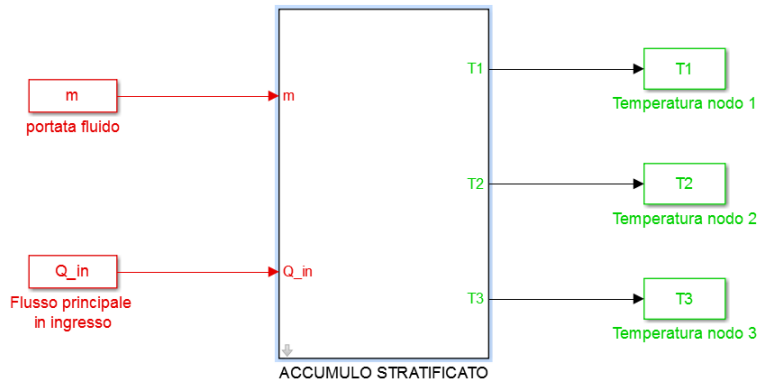 m
portata fluido
m
Q_in
Flusso principale
in ingresso
Q_in
T1
T2
T3
T1
Temperatura nodo 1
T2
Temperatura nodo 2
T3
Temperatura nodo 3
ACCUMULO STRATIFICATO